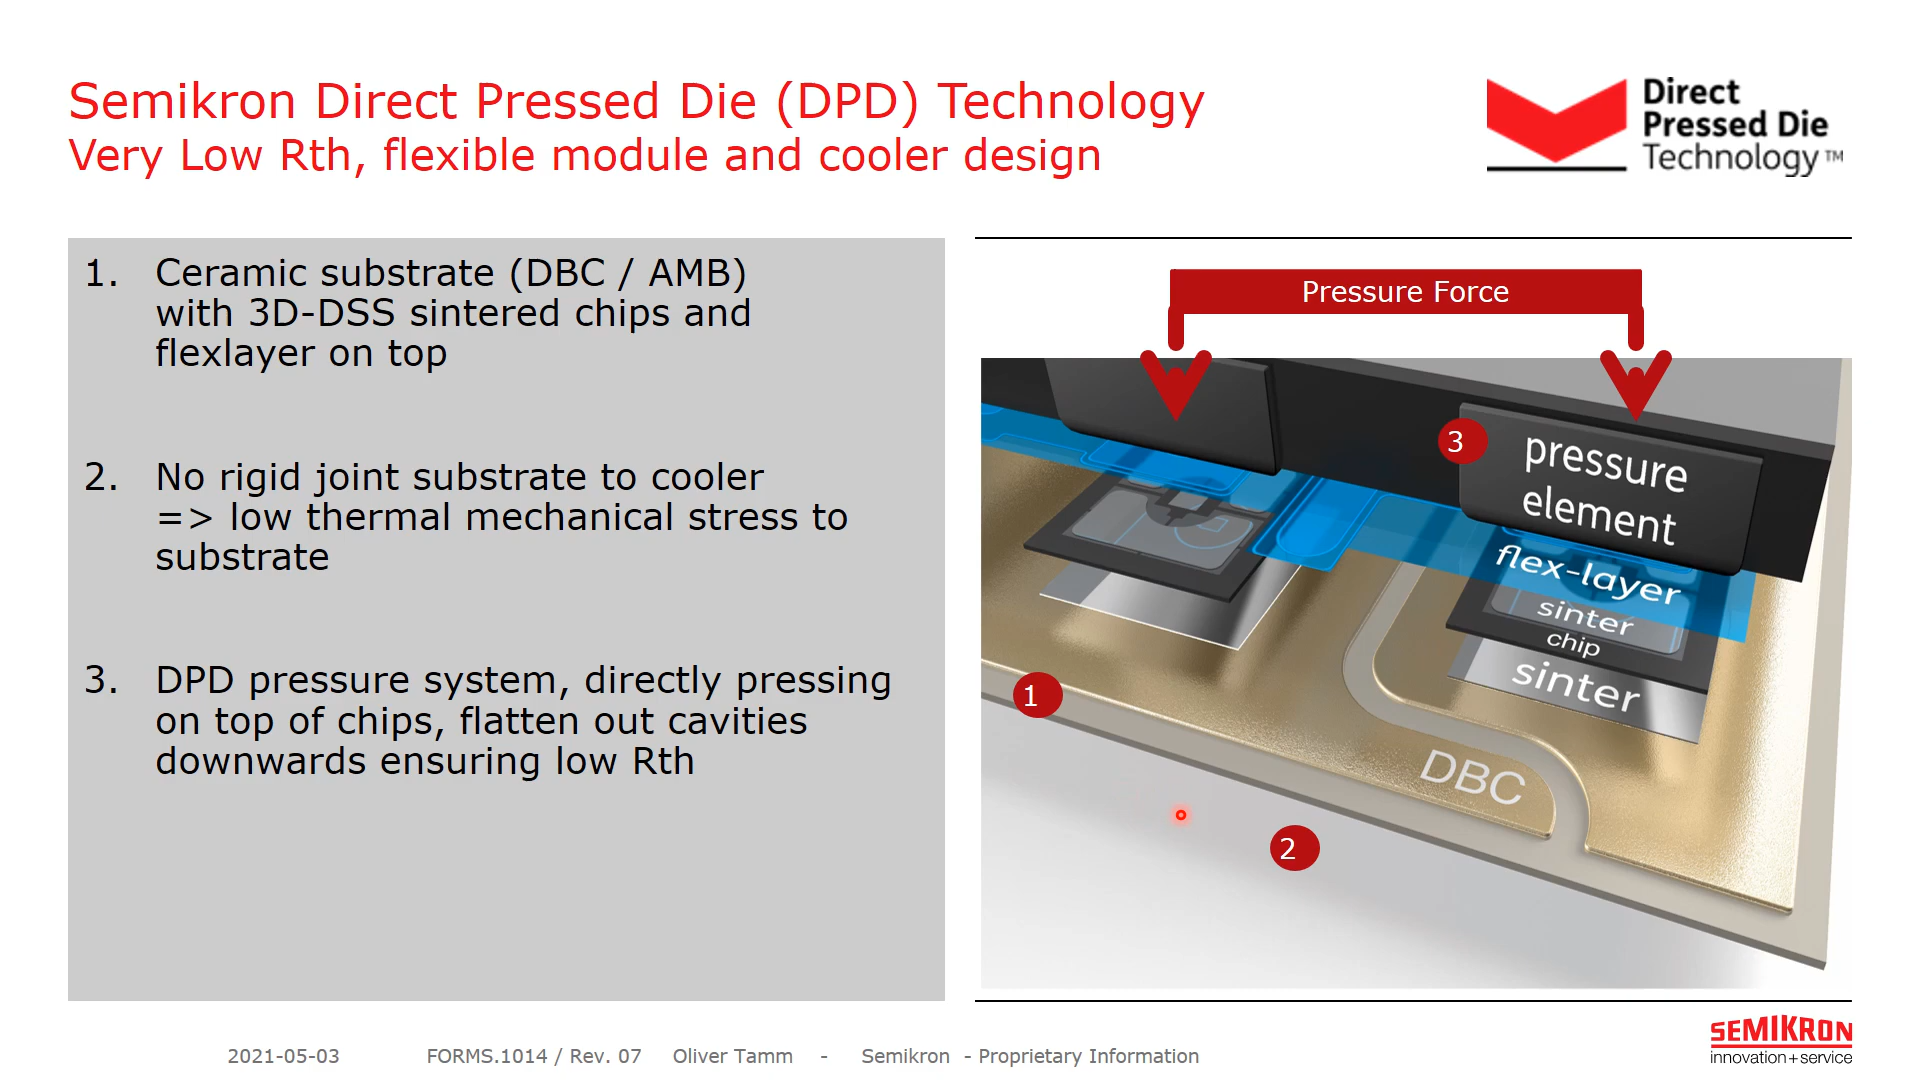 Semikron Direct Pressed Die (DPD) Technology
Very Low Rth, flexible module and cooler design
Direct
Pressed Die
Technology™
1. Ceramic substrate (DBC / AMB)
with 3D-DSS sintered chips and
flexlayer on top
2. No rigid joint substrate to cooler
=> low thermal mechanical stress to
substrate
3. DPD pressure system, directly pressing
on top of chips, flatten out cavities
downwards ensuring low Rth
Pressure Force
3
pressure
element
flex-layer
sinter
chip
sinter
1
DBC
2
SEMIKRON
innovation+service
2021-05-03 FORMS.1014 / Rev. 07 Oliver Tamm - Semikron - Proprietary Information